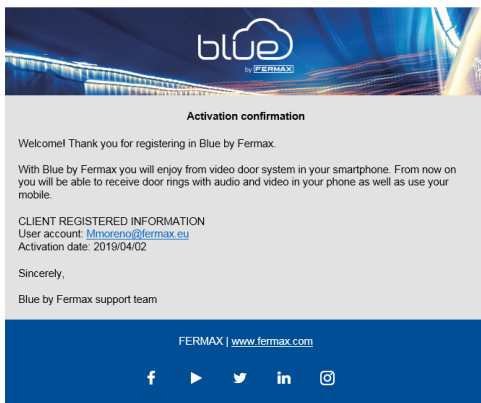 blue
by FERMAX
Activation confirmation
Welcome! Thank you for registering in Blue by Fermax.
With Blue by Fermax you will enjoy from video door system in your smartphone. From now on
you will be able to receive door rings with audio and video in your phone as well as use your
mobile.
CLIENT REGISTERED INFORMATION
User account: Mmoreno@fermax.eu
Activation date: 2019/04/02
Sincerely,
Blue by Fermax support team
FERMAX | www.fermax.com